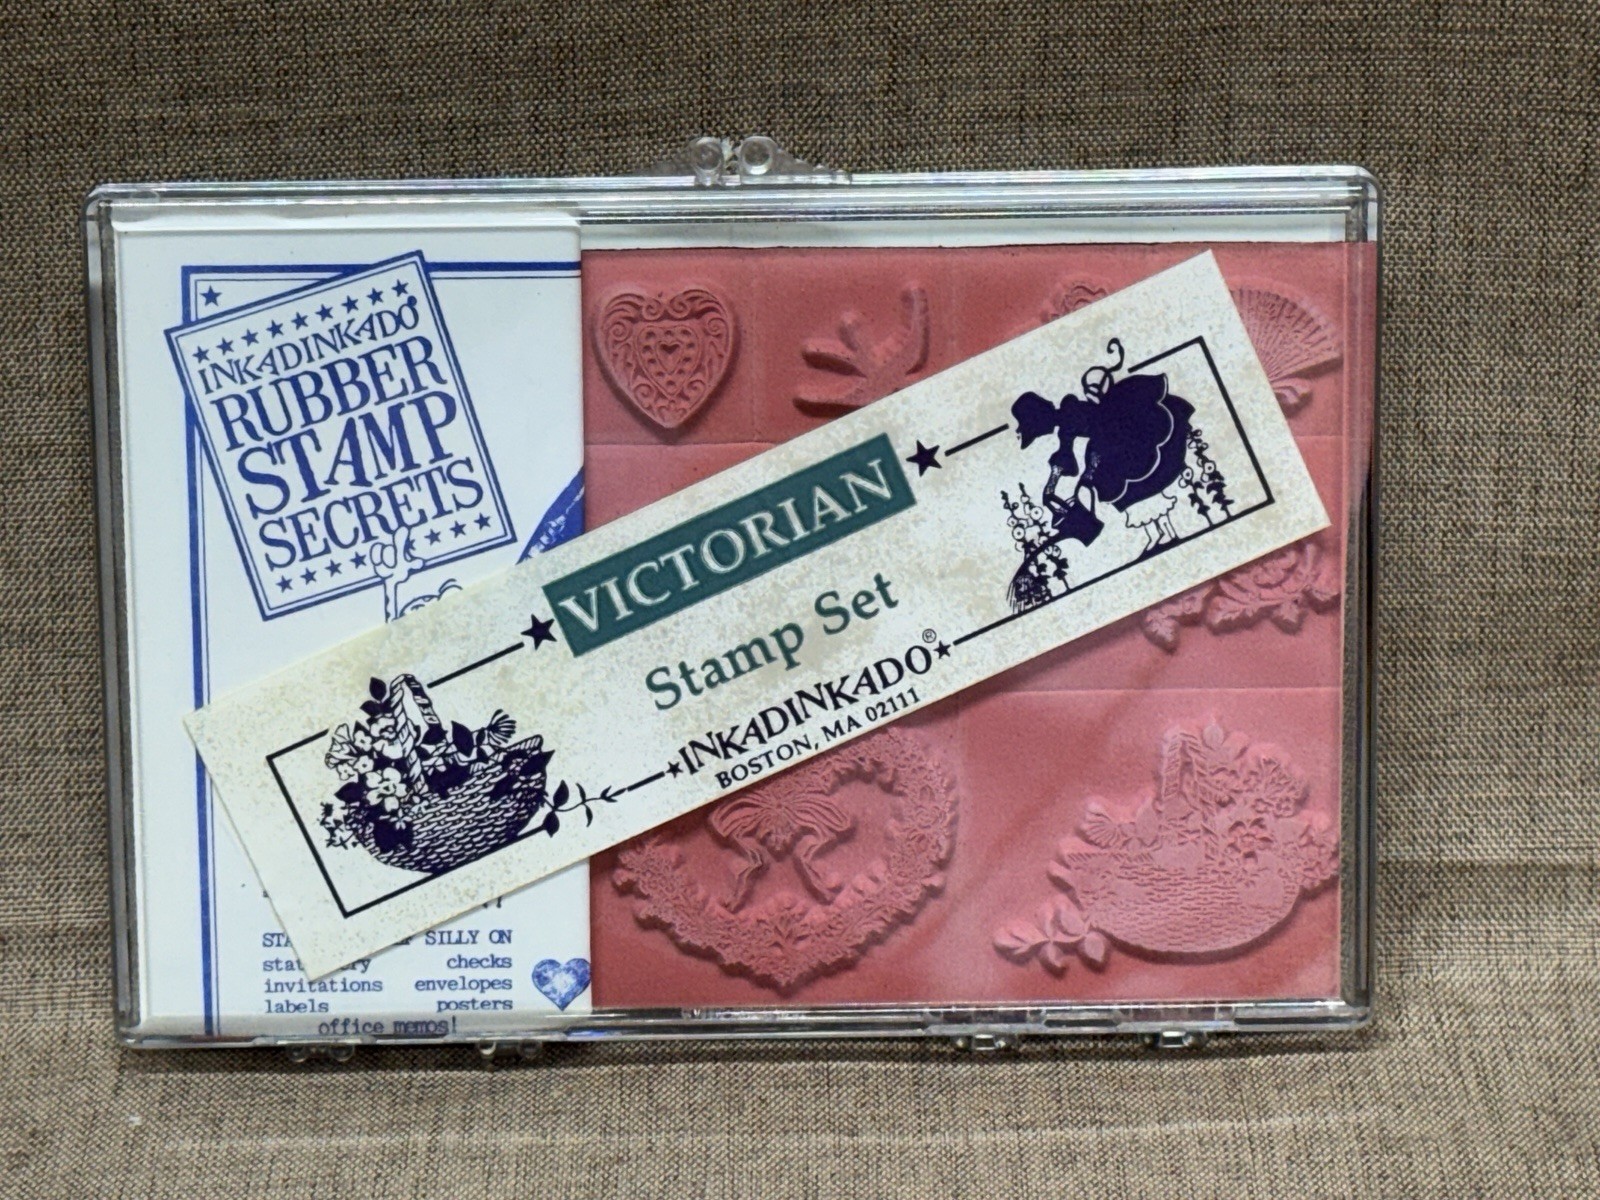 INKADINKADO®
RUBBER
STAMP
SECRETS
VICTORIAN
Stamp Set
INKADINKADO®
BOSTON, MA 02111
SILLY ON
checks
invitations envelopes
labels posters
office memos!